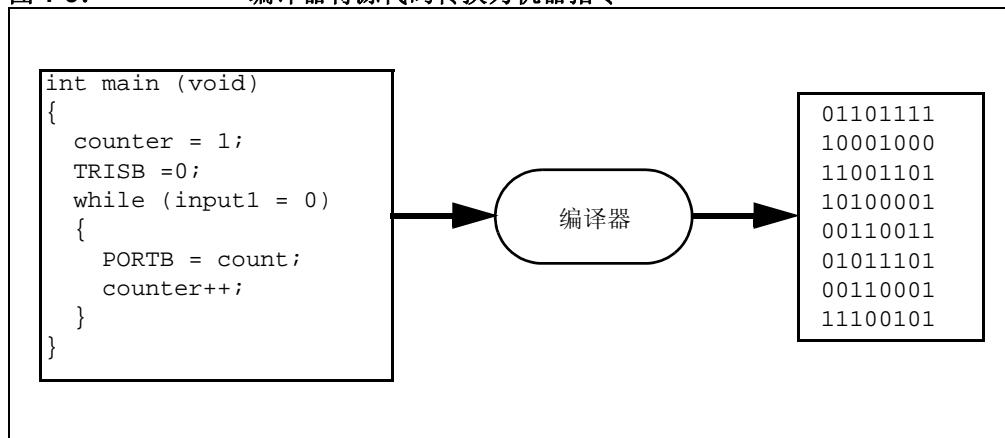 int main (void)
{
counter = 1;
TRISB =0;
while (input1 = 0)
{
PORTB = count;
counter++;
}
}
编译器
01101111
10001000
11001101
10100001
00110011
01011101
00110001
11100101